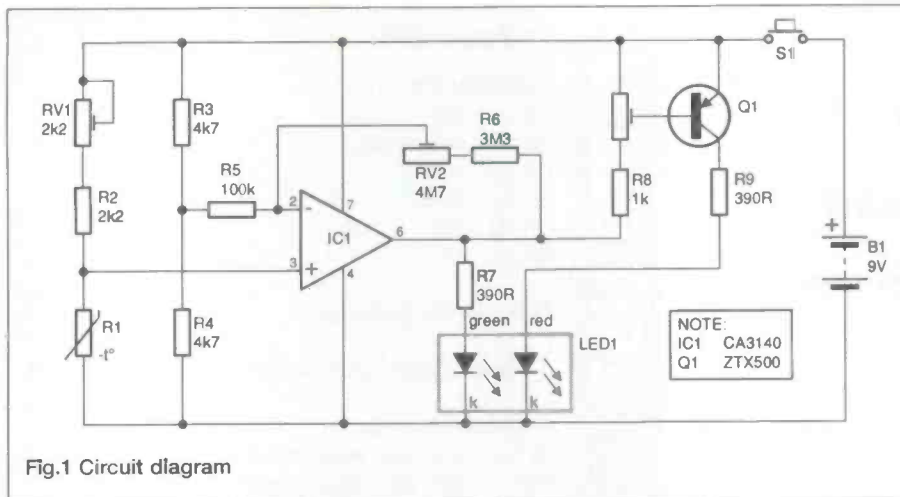 S1
RV1
2k2
R3
4k7
Q1
R6
3M3
RV2
4M7
R5
100k
R2
2k2
R8
1k
R9
390R
2
-
7
IC1
6
3
+
4
+
B1
9V
R7
390R
R1
-t°
R4
4k7
green
red
LED1
k
k
NOTE:
IC1 CA3140
Q1 ZTX500
Fig.1 Circuit diagram